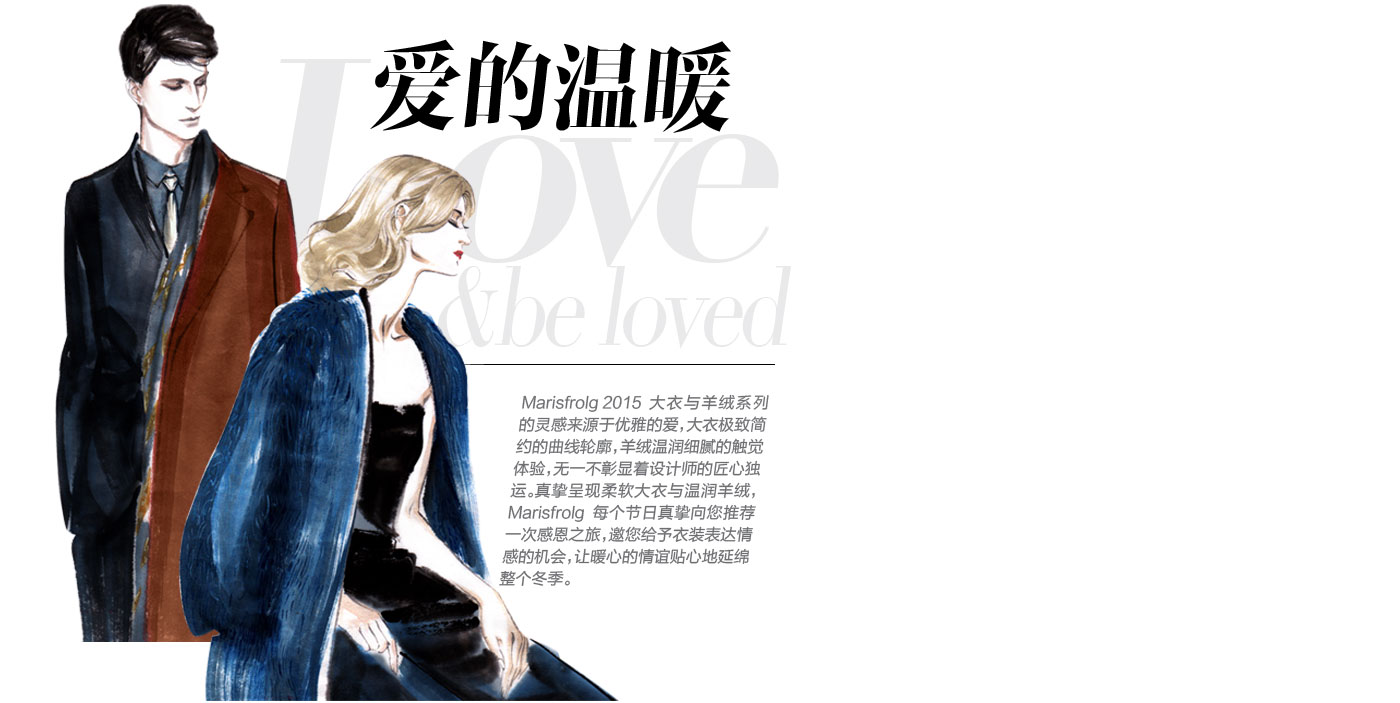 爱的温暖
Love
&be loved
Marisfrolg 2015 大衣与羊绒系列
的灵感来源于优雅的爱,大衣极致简
约的曲线轮廓,羊绒温润细腻的触觉
体验,无一不彰显着设计师的匠心独
运。真挚呈现柔软大衣与温润羊绒,
Marisfrolg 每个节日真挚向您推荐
一次感恩之旅,邀您给予衣装表达情
感的机会,让暖心的情谊贴心地延绵
整个冬季。